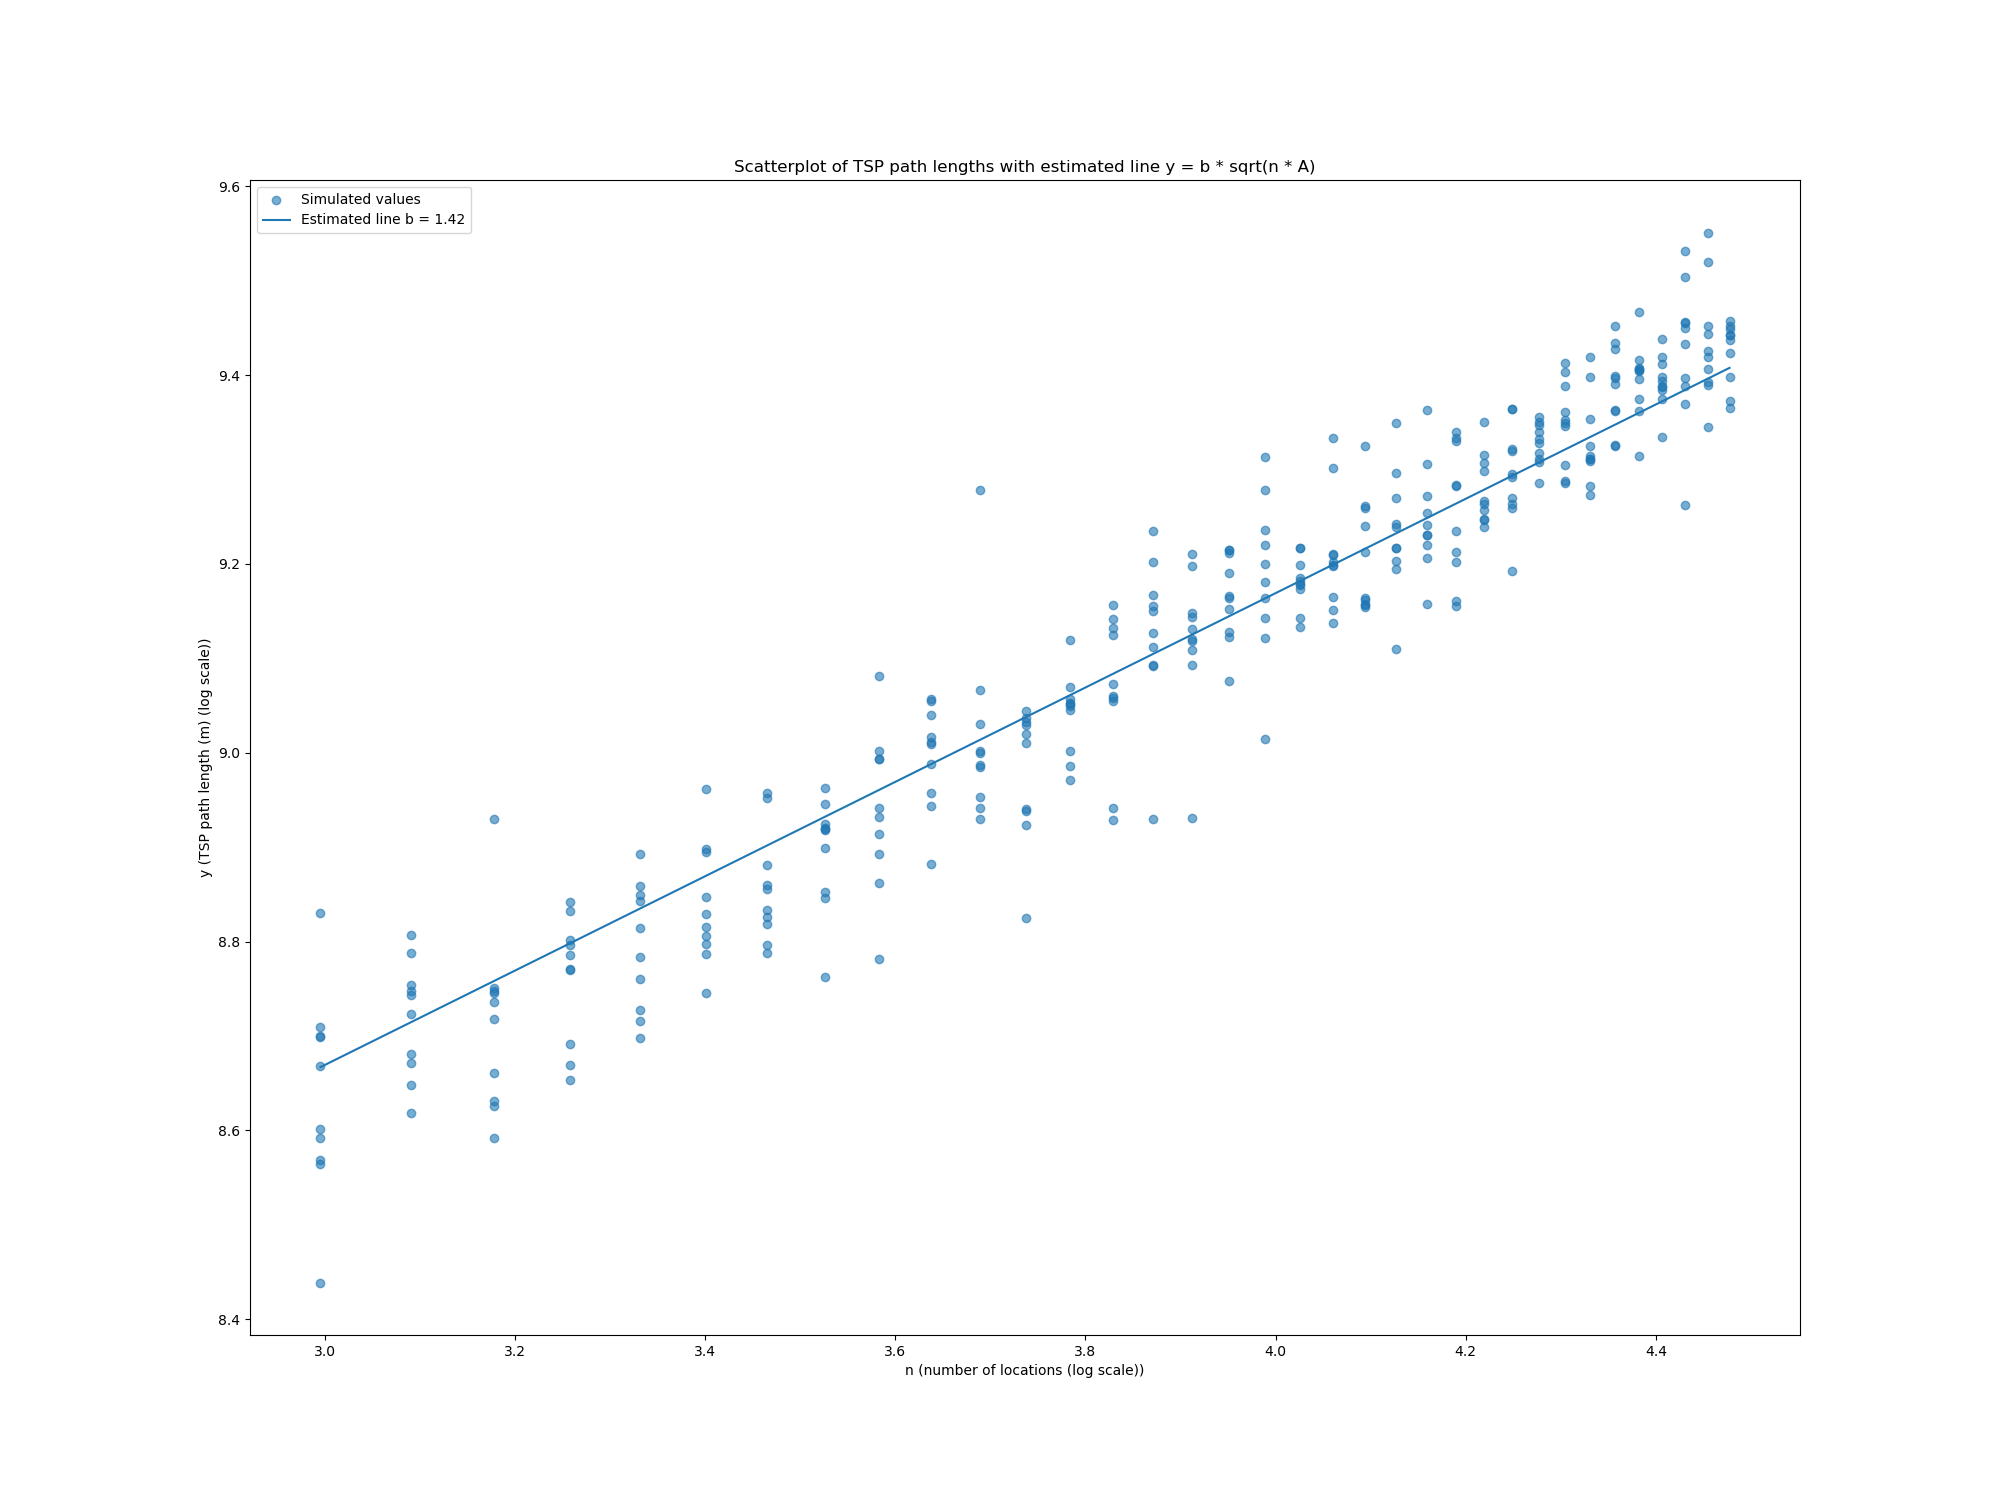 Scatterplot of TSP path lengths with estimated line y = b * sqrt(n * A)
Simulated values
Estimated line b = 1.42
9.6
9.4
9.2
9.0
8.8
8.6
8.4
y (TSP path length (m) (log scale))
3.0 3.2 3.4 3.6 3.8 4.0 4.2 4.4
n (number of locations (log scale))